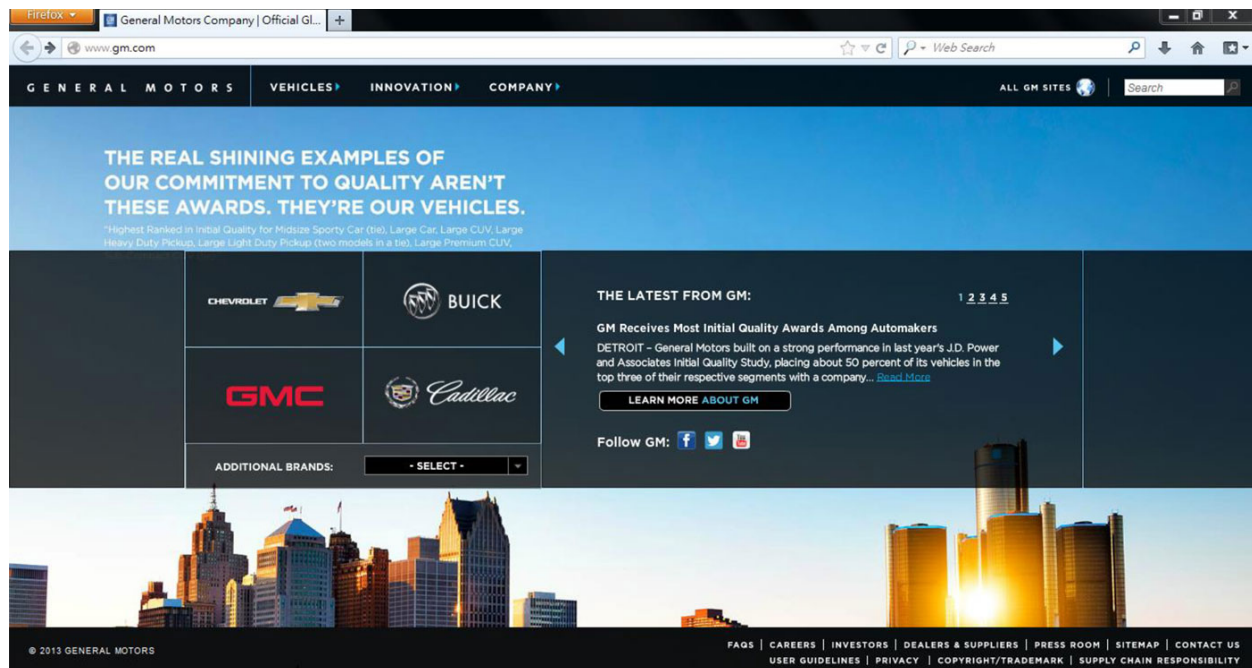 Firefox
General Motors Company | Official Gl...
www.gm.com
Web Search
GENERAL MOTORS
VEHICLES
INNOVATION
COMPANY
ALL GM SITES
Search
THE REAL SHINING EXAMPLES OF
OUR COMMITMENT TO QUALITY AREN'T
THESE AWARDS. THEY'RE OUR VEHICLES.
"Highest Ranked in Initial Quality for Midsize Sporty Car (tie), Large Car, Large CUV, Large
Heavy Duty Pickup, Large Light Duty Pickup (two models in a tie), Large Premium CUV,
CHEVROLET
BUICK
GMC
Cadillac
ADDITIONAL BRANDS:
- SELECT -
THE LATEST FROM GM:
1 2 3 4 5
GM Receives Most Initial Quality Awards Among Automakers
DETROIT – General Motors built on a strong performance in last year's J.D. Power
and Associates Initial Quality Study, placing about 50 percent of its vehicles in the
top three of their respective segments with a company... Read More
LEARN MORE ABOUT GM
Follow GM:
© 2013 GENERAL MOTORS
FAQS | CAREERS | INVESTORS | DEALERS & SUPPLIERS | PRESS ROOM | SITEMAP | CONTACT US
USER GUIDELINES | PRIVACY | COPYRIGHT/TRADEMARK | SUPPLY CHAIN RESPONSIBILITY